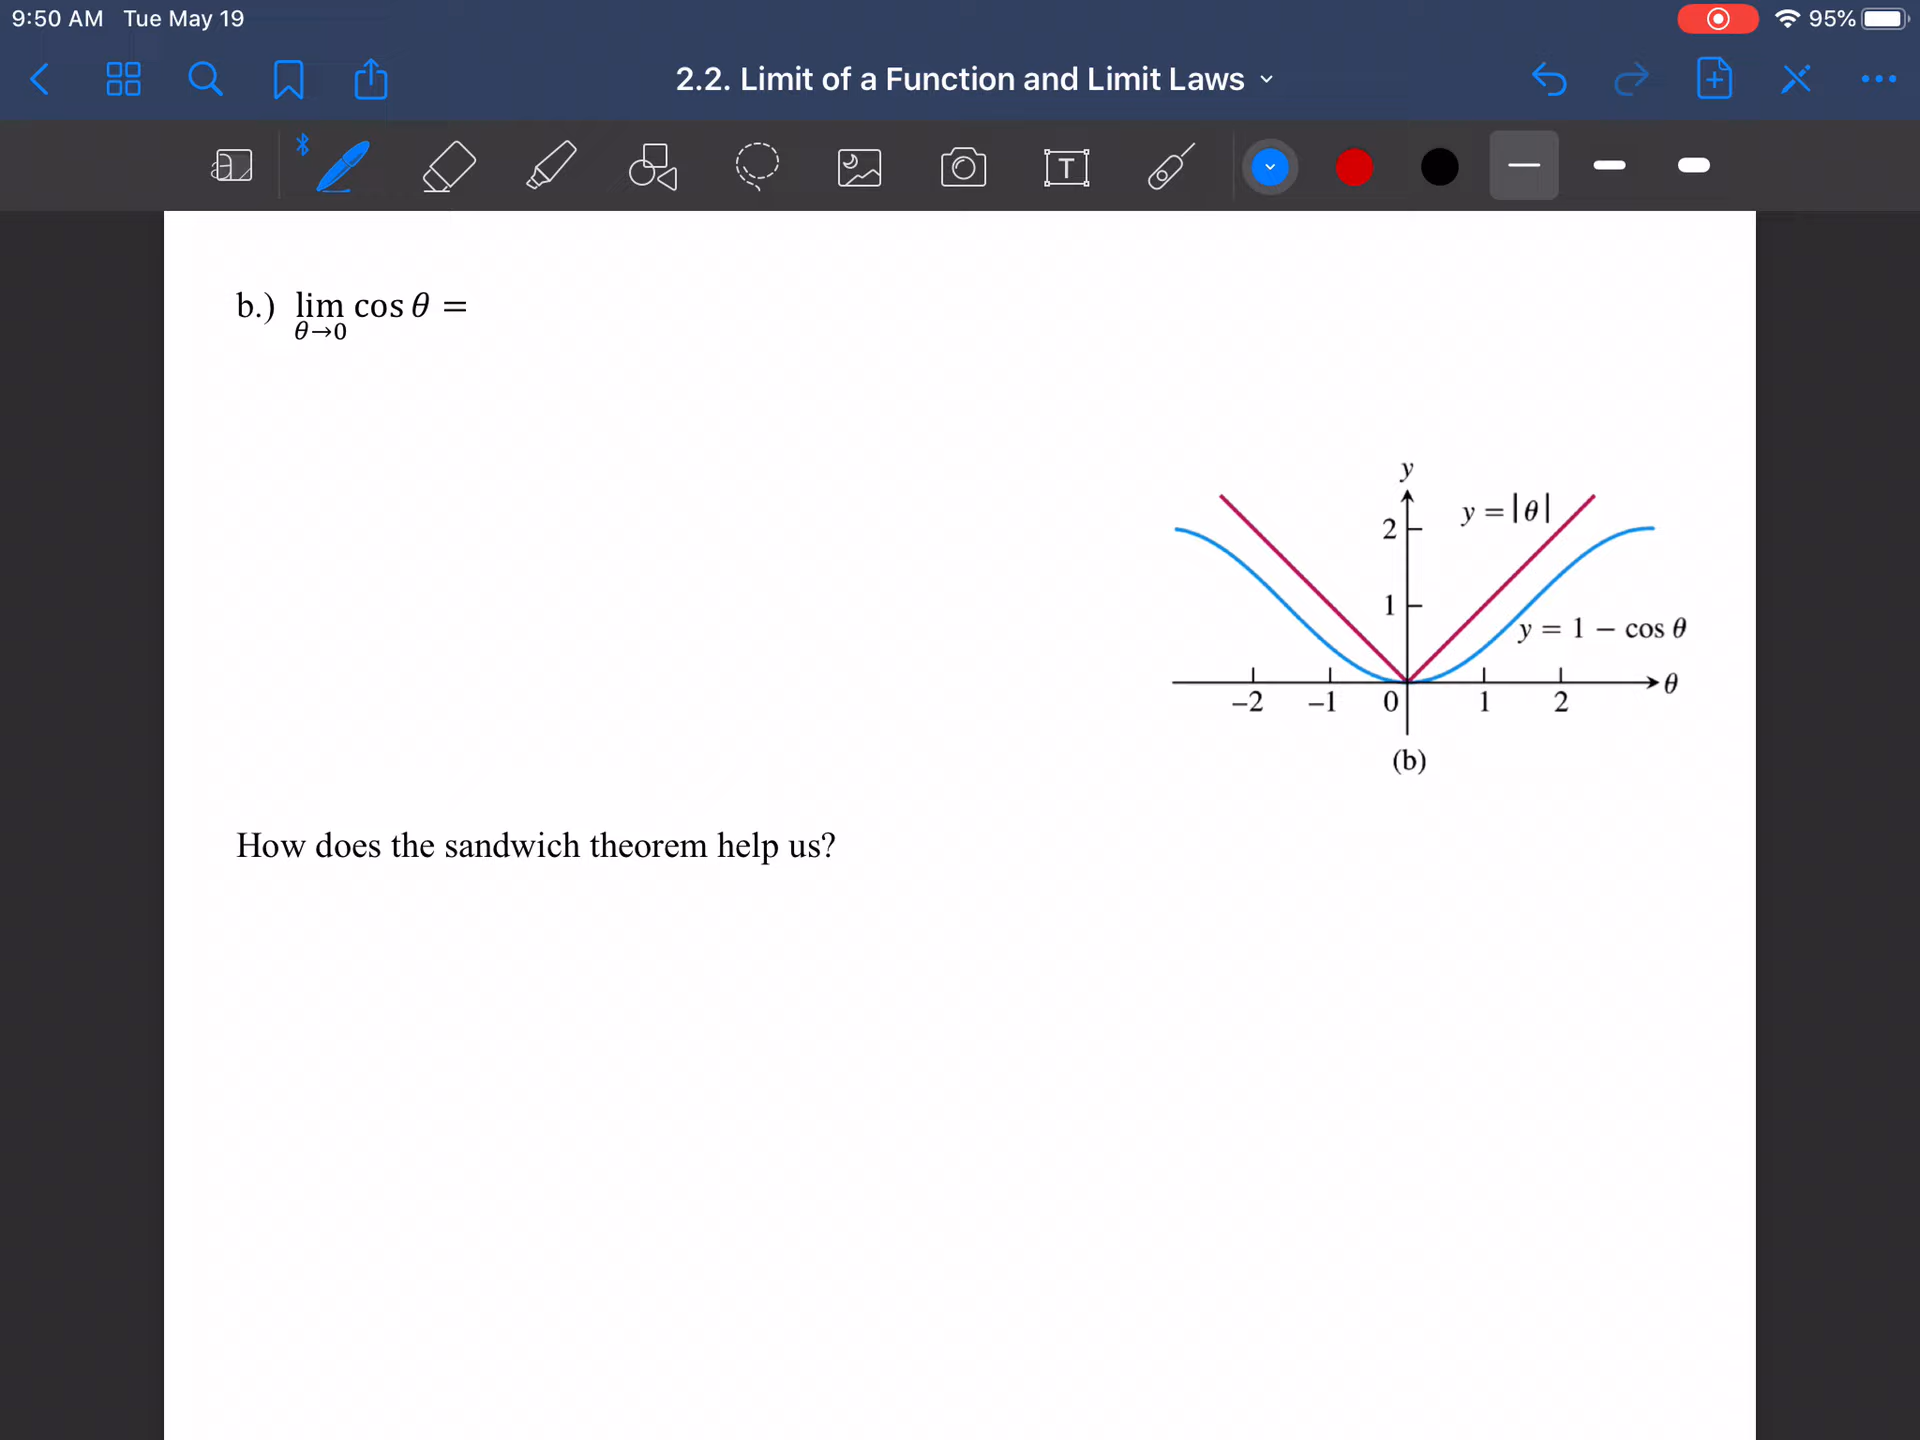 9:50 AM Tue May 19
95%
2.2. Limit of a Function and Limit Laws
T
b.) lim cos θ =
θ→0
y
y = |θ|
2
1
y = 1 − cos θ
θ
−2 −1 0 1 2
(b)
How does the sandwich theorem help us?